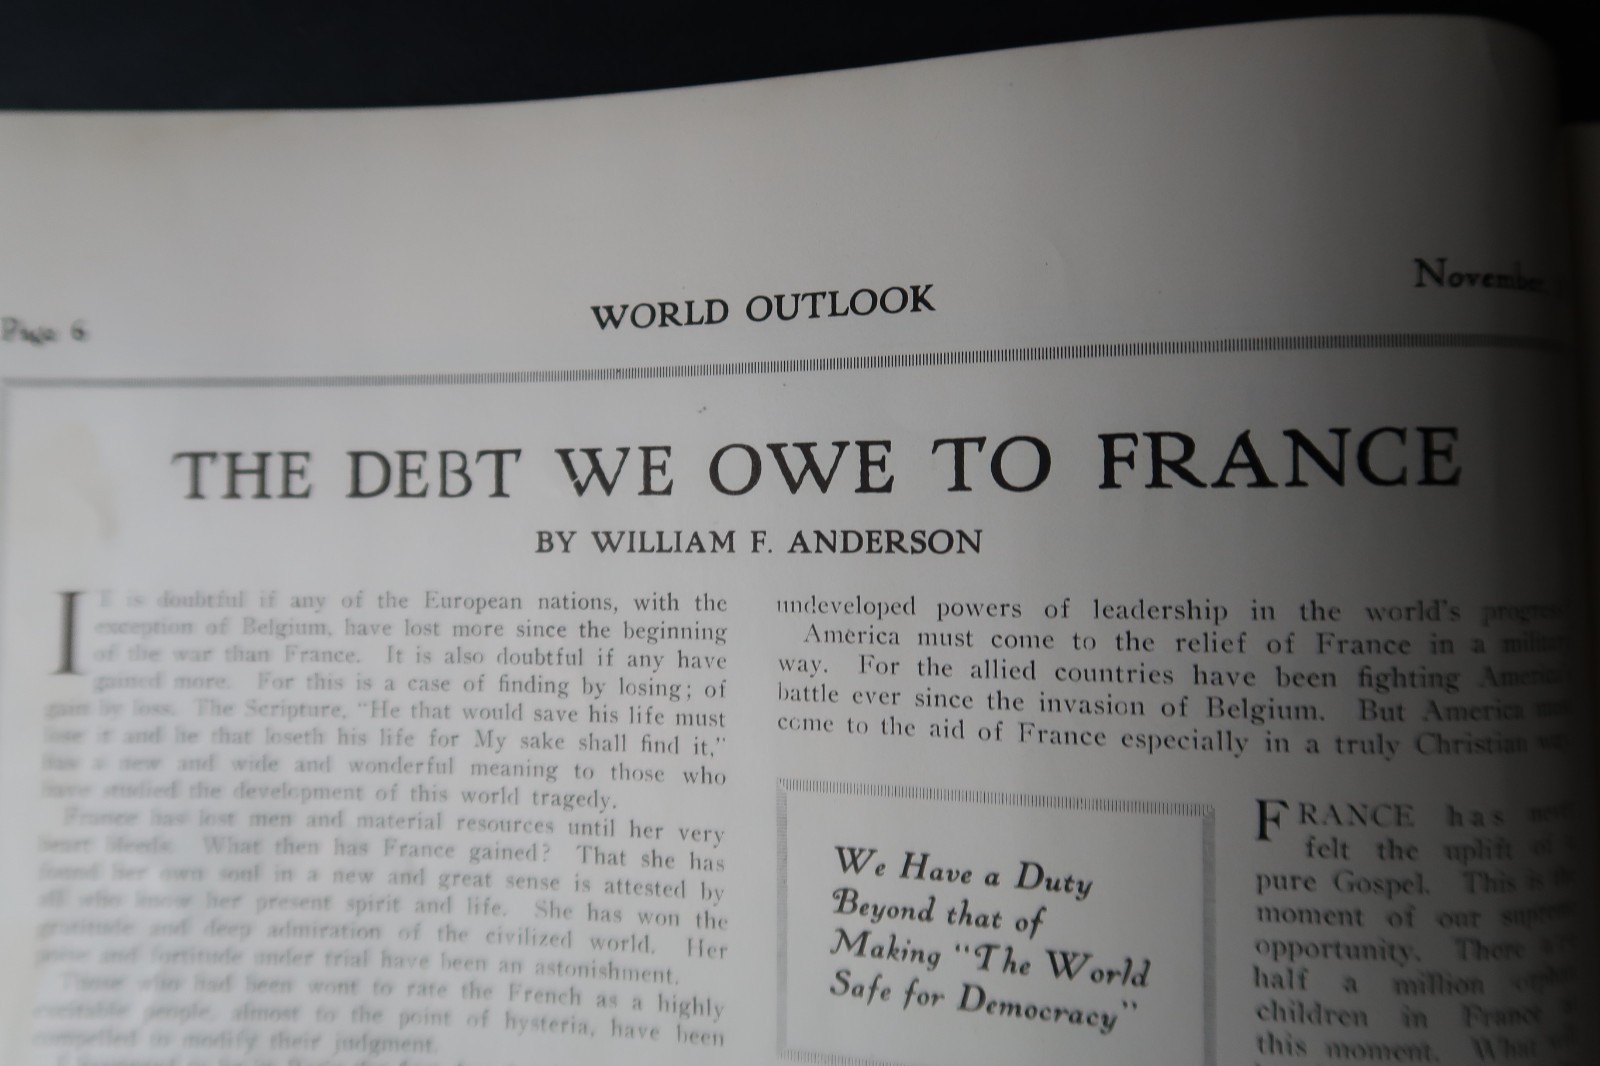 Page 6
WORLD OUTLOOK
November
THE DEBT WE OWE TO FRANCE
BY WILLIAM F. ANDERSON
IT is doubtful if any of the European nations, with the
exception of Belgium, have lost more since the beginning
of the war than France. It is also doubtful if any have
gained more. For this is a case of finding by losing; of
gain by loss. The Scripture, "He that would save his life must
lose it and he that loseth his life for My sake shall find it,"
has a new and wide and wonderful meaning to those who
have studied the development of this world tragedy.
France has lost men and material resources until her very
heart bleeds. What then has France gained? That she has
found her own soul in a new and great sense is attested by
all who know her present spirit and life. She has won the
gratitude and deep admiration of the civilized world. Her
poise and fortitude under trial have been an astonishment.
Those who had been wont to rate the French as a highly
excitable people, almost to the point of hysteria, have been
compelled to modify their judgment.
undeveloped powers of leadership in the world's
America must come to the relief of France in a
way. For the allied countries have been fighting
battle ever since the invasion of Belgium. But America
come to the aid of France especially in a truly Christian
We Have a Duty
Beyond that of
Making "The World
Safe for Democracy"
FRANCE has
felt the uplift of
pure Gospel. This is
moment of our
opportunity. There
half a million
children in France
this moment. What